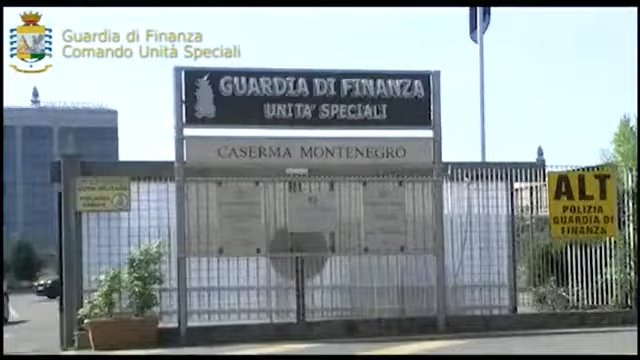 Guardia di Finanza
Comando Unità Speciali
GUARDIA DI FINANZA
UNITA' SPECIALI
CASERMA MONTENEGRO
ALT
POLIZIA
GUARDIA DI
FINANZA